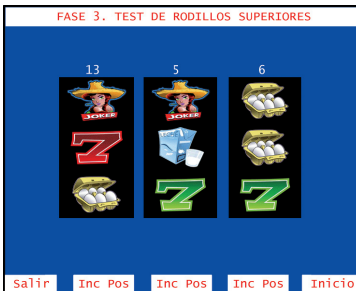 FASE 3. TEST DE RODILLOS SUPERIORES
13 5 6
JOKER JOKER
Salir Inc Pos Inc Pos Inc Pos Inicio